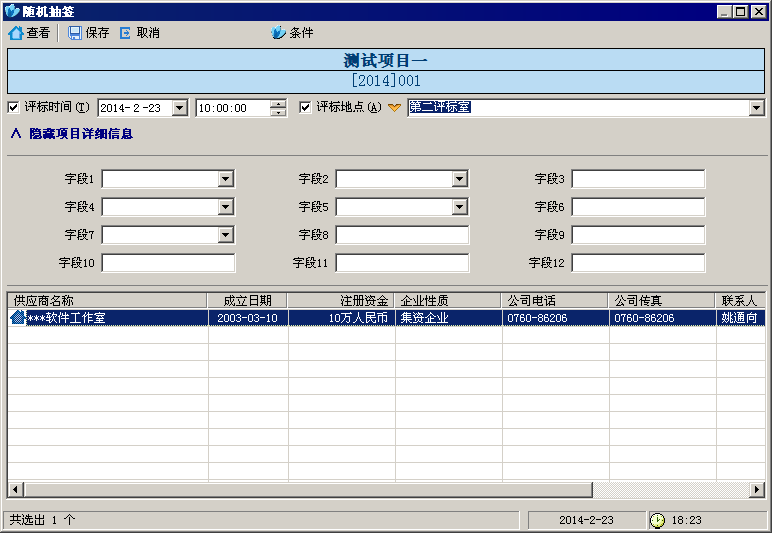 随机抽签
查看 保存 取消 条件
测试项目一
[2014]001
评标时间(T) 2014- 2 -23 10:00:00 评标地点(A) 第二评标室
隐藏项目详细信息
字段1 字段2 字段3
字段4 字段5 字段6
字段7 字段8 字段9
字段10 字段11 字段12
供应商名称 成立日期 注册资金 企业性质 公司电话 公司传真 联系人
***软件工作室 2003-03-10 10万人民币 集资企业 0760-86206 0760-86206 姚通向
共选出 1 个 2014-2-23 18:23